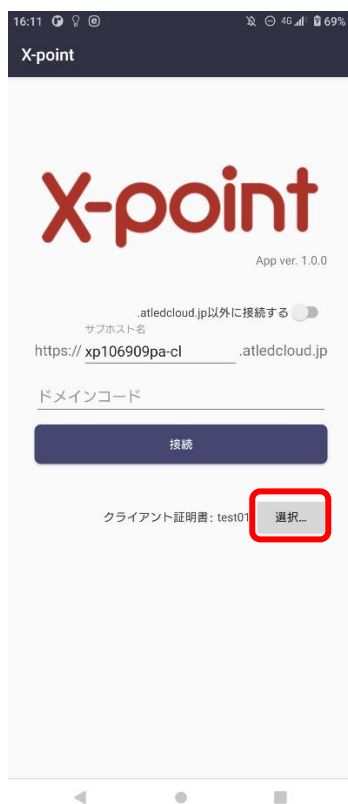 16:11 4G 69%
X-point
X-point
App ver. 1.0.0
.atledcloud.jp以外に接続する
サブホスト名
https:// xp106909pa-cl .atledcloud.jp
ドメインコード
接続
クライアント証明書: test01 選択...